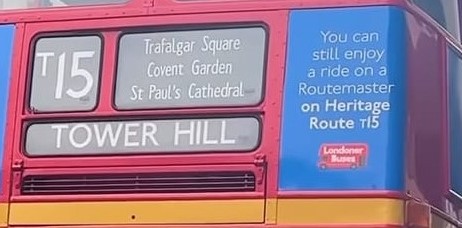 T15
Trafalgar Square
Covent Garden
St Paul's Cathedral
TOWER HILL
You can
still enjoy
a ride on a
Routemaster
on Heritage
Route T15
Londoner
Buses